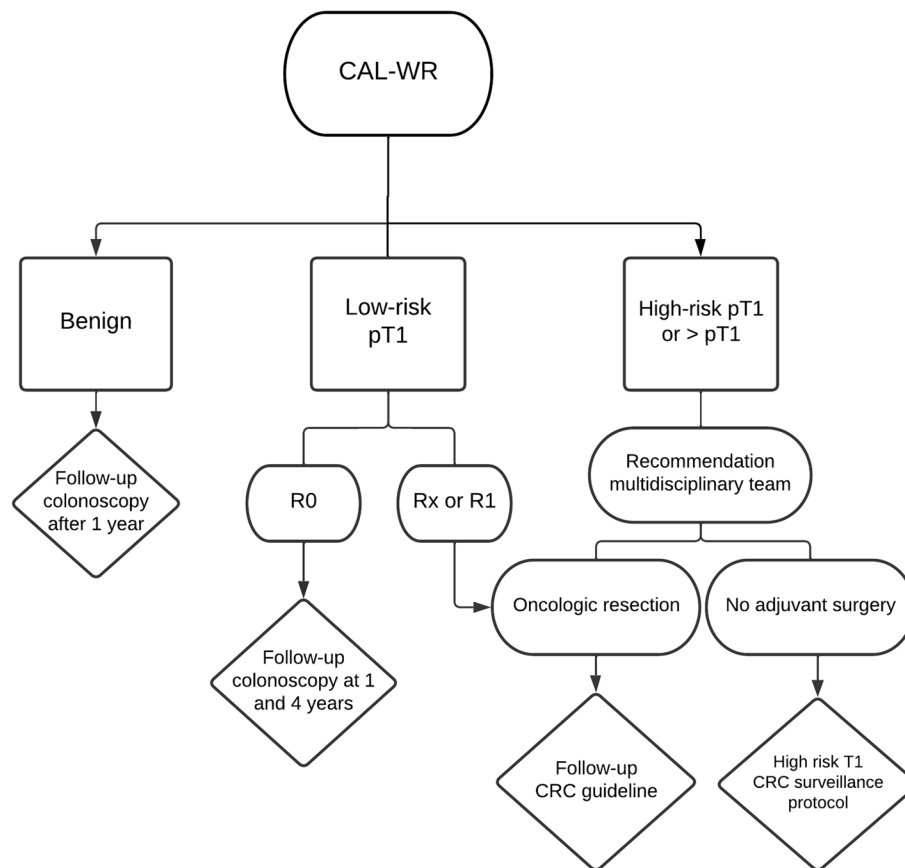 CAL-WR
Benign
Low-risk
pT1
High-risk pT1
or > pT1
Follow-up
colonoscopy
after 1 year
R0
Rx or R1
Recommendation
multidisciplinary team
Oncologic resection
No adjuvant surgery
Follow-up
colonoscopy at 1
and 4 years
Follow-up
CRC guideline
High risk T1
CRC surveillance
protocol